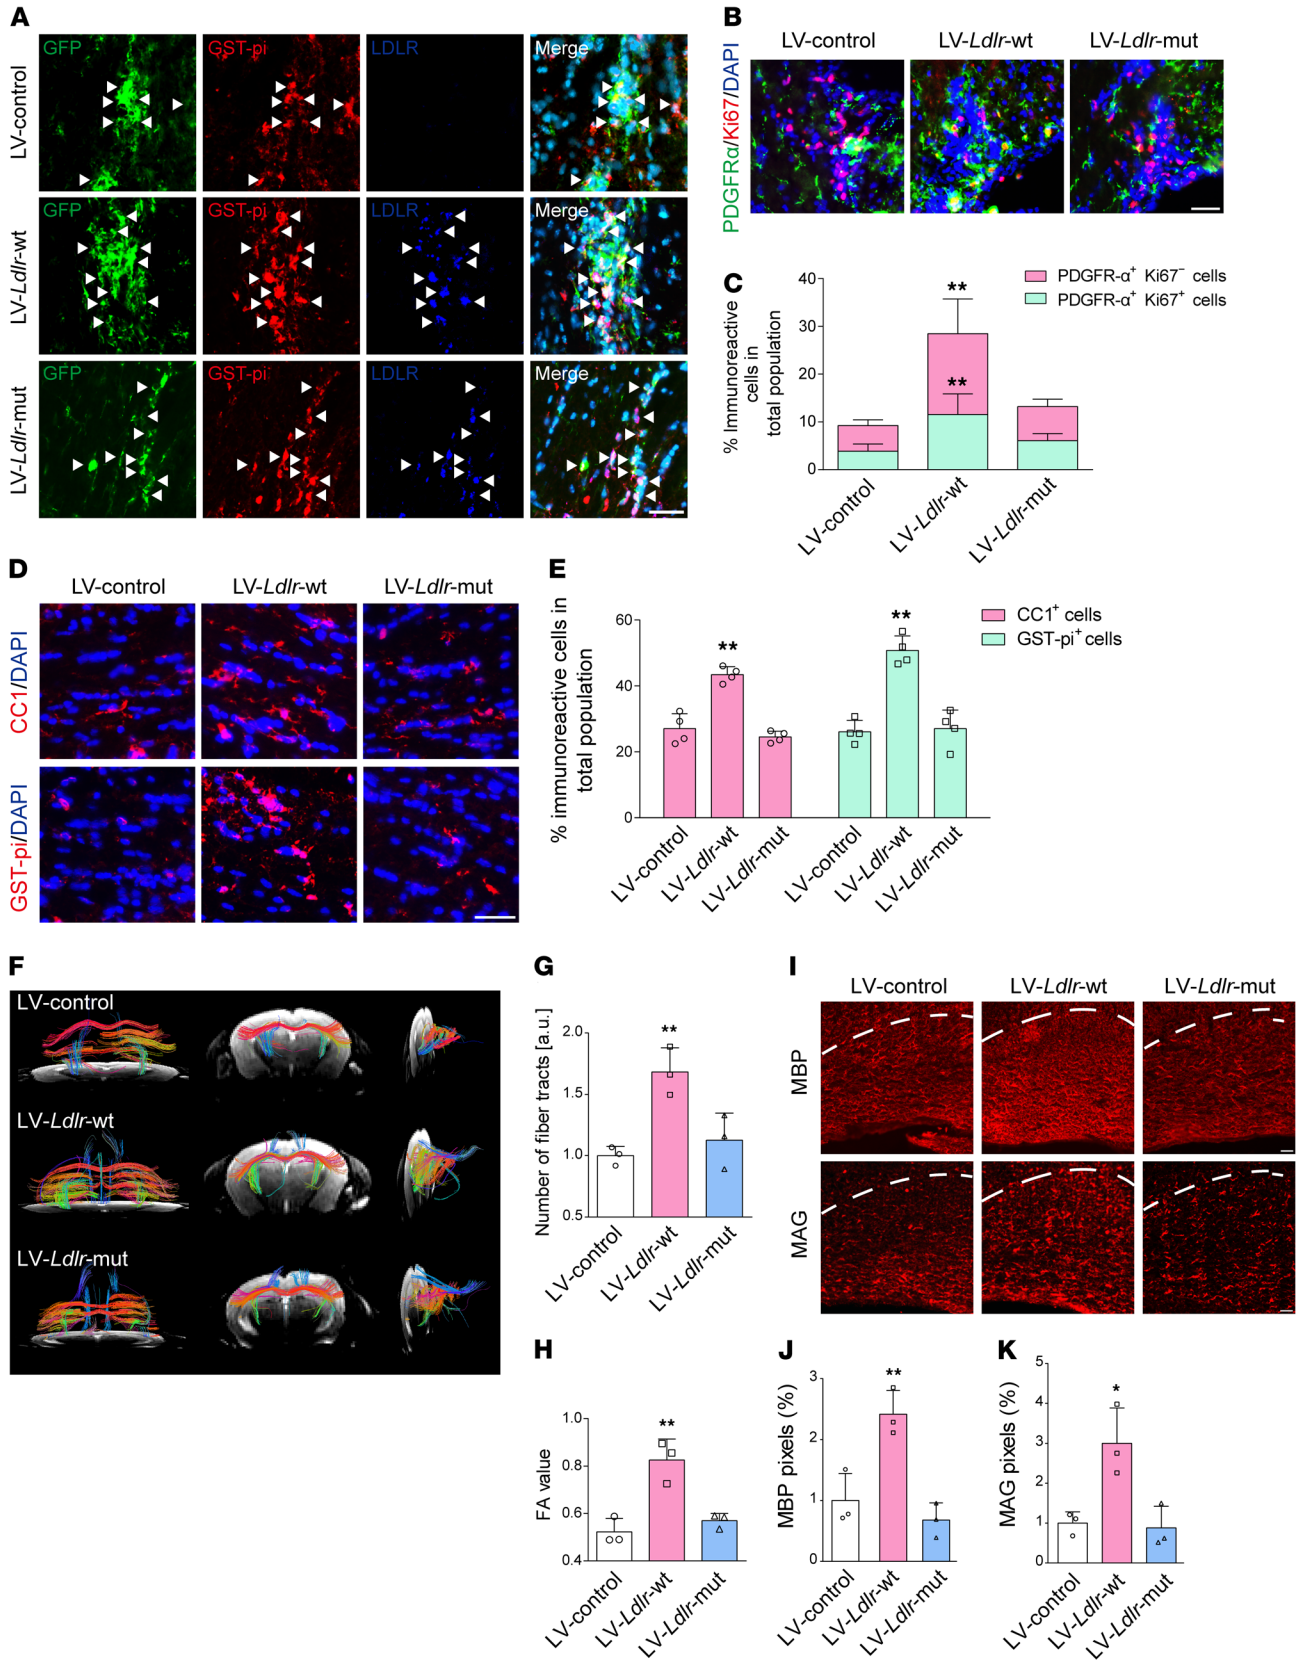 A
GFP
GST-pi
LDLR
Merge
LV-control
GFP
GST-pi
LDLR
Merge
LV-Ldlr-wt
GFP
GST-pi
LDLR
Merge
LV-Ldlr-mut
B
LV-control
LV-Ldlr-wt
LV-Ldlr-mut
PDGFRα/Ki67/DAPI
C
% Immunoreactive
cells in
total population
40
30
20
10
0
**
**
PDGFR-α⁺ Ki67⁻ cells
PDGFR-α⁺ Ki67⁺ cells
LV-control
LV-Ldlr-wt
LV-Ldlr-mut
D
LV-control
LV-Ldlr-wt
LV-Ldlr-mut
CC1/DAPI
GST-pi/DAPI
E
% immunoreactive cells in
total population
60
40
20
0
**
**
CC1⁺ cells
GST-pi⁺ cells
LV-control
LV-Ldlr-wt
LV-Ldlr-mut
LV-control
LV-Ldlr-wt
LV-Ldlr-mut
F
LV-control
LV-Ldlr-wt
LV-Ldlr-mut
G
Number of fiber tracts [a.u.]
2.0
1.5
1.0
0.5
**
LV-control
LV-Ldlr-wt
LV-Ldlr-mut
H
FA value
1.0
0.8
0.6
0.4
**
LV-control
LV-Ldlr-wt
LV-Ldlr-mut
I
LV-control
LV-Ldlr-wt
LV-Ldlr-mut
MBP
MAG
J
MBP pixels (%)
3
2
1
0
**
LV-control
LV-Ldlr-wt
LV-Ldlr-mut
K
MAG pixels (%)
5
4
3
2
1
0
*
LV-control
LV-Ldlr-wt
LV-Ldlr-mut